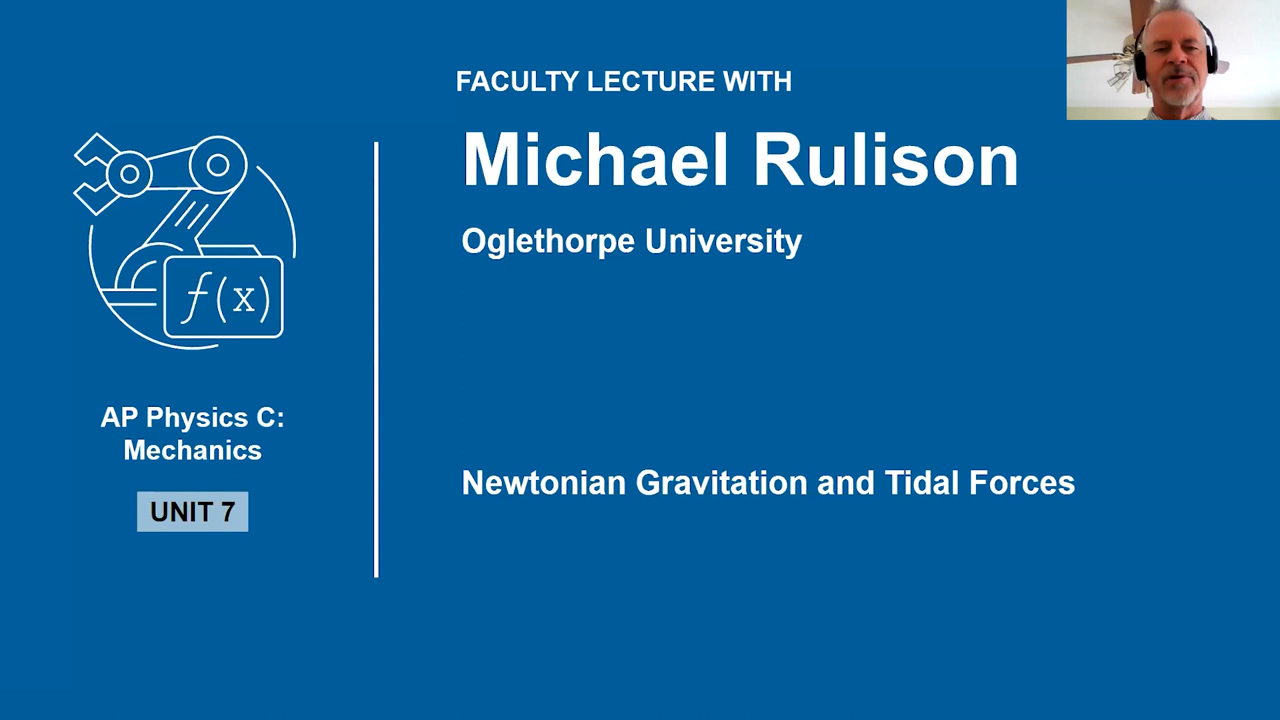 FACULTY LECTURE WITH
Michael Rulison
Oglethorpe University
f(x)
AP Physics C:
Mechanics
UNIT 7
Newtonian Gravitation and Tidal Forces